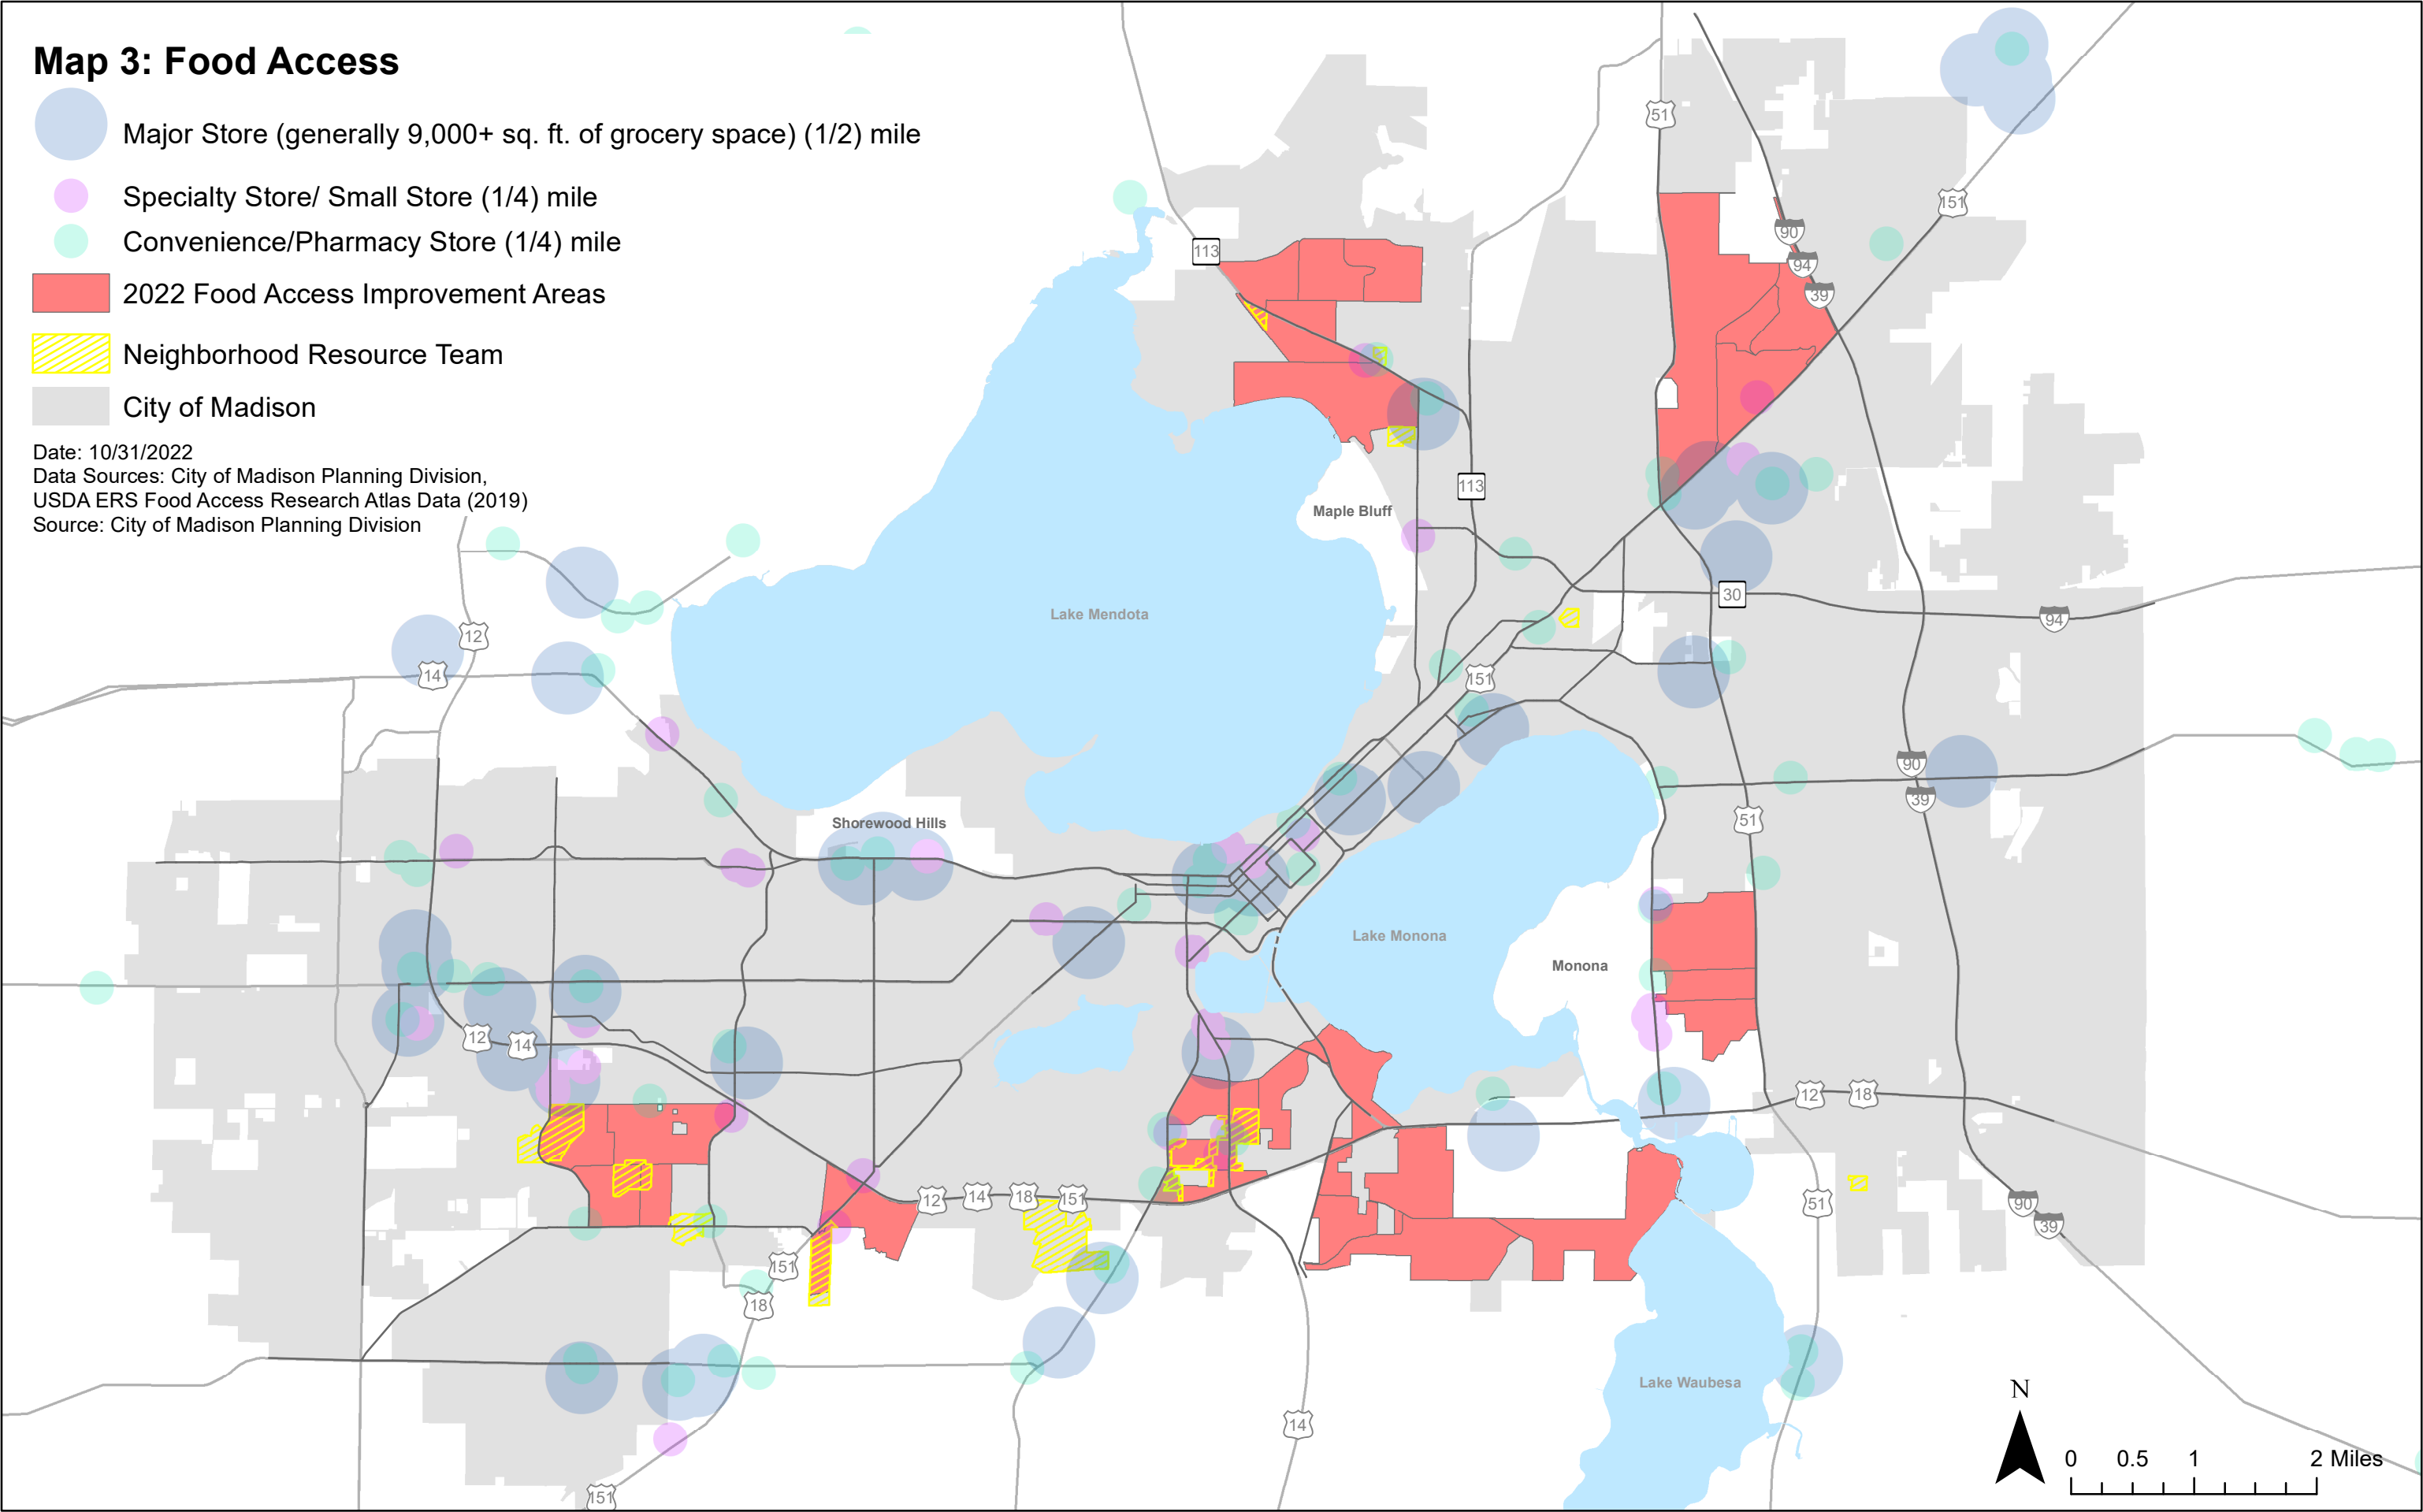 Map 3: Food Access
Major Store (generally 9,000+ sq. ft. of grocery space) (1/2) mile
Specialty Store/ Small Store (1/4) mile
Convenience/Pharmacy Store (1/4) mile
2022 Food Access Improvement Areas
Neighborhood Resource Team
City of Madison
Date: 10/31/2022
Data Sources: City of Madison Planning Division,
USDA ERS Food Access Research Atlas Data (2019)
Source: City of Madison Planning Division
51
151
90
113
94
39
113
Maple Bluff
30
Lake Mendota
94
12
14
151
90
39
51
Shorewood Hills
Lake Monona
Monona
12
14
12
18
12
14
18
151
51
90
39
151
18
Lake Waubesa
14
151
N
0 0.5 1 2 Miles